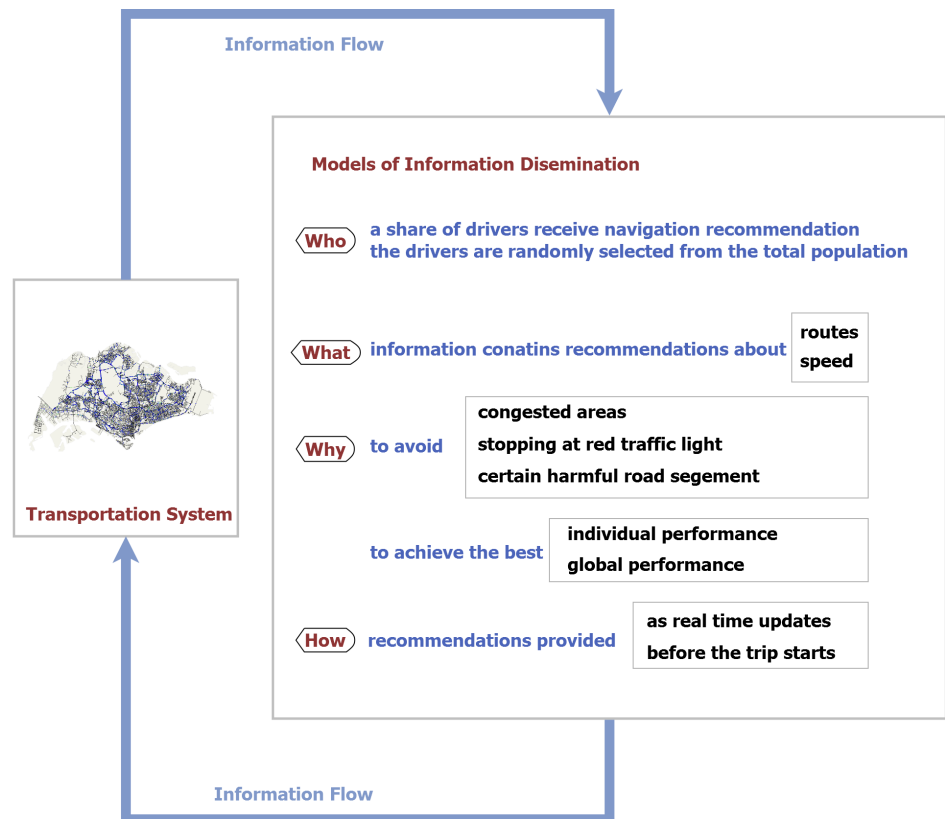 Information Flow
Models of Information Disemination
Who
a share of drivers receive navigation recommendation
the drivers are randomly selected from the total population
What
information conatins recommendations about
routes
speed
Why
to avoid
congested areas
stopping at red traffic light
certain harmful road segement
Transportation System
to achieve the best
individual performance
global performance
How
recommendations provided
as real time updates
before the trip starts
Information Flow